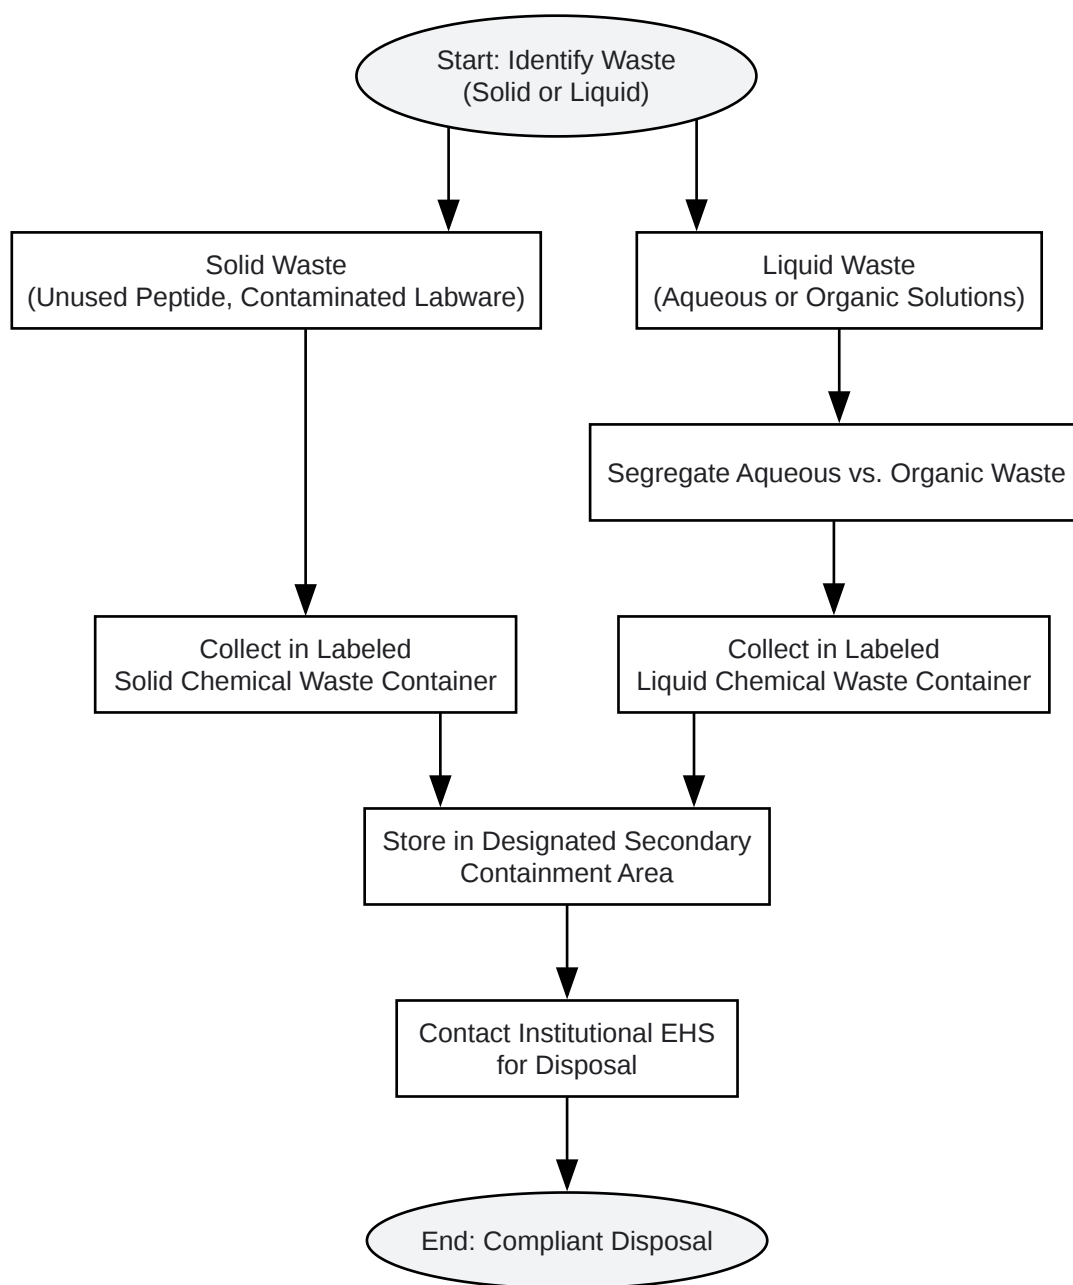 Start: Identify Waste
(Solid or Liquid)
Solid Waste
(Unused Peptide, Contaminated Labware)
Liquid Waste
(Aqueous or Organic Solutions)
Segregate Aqueous vs. Organic Waste
Collect in Labeled
Solid Chemical Waste Container
Collect in Labeled
Liquid Chemical Waste Container
Store in Designated Secondary
Containment Area
Contact Institutional EHS
for Disposal
End: Compliant Disposal